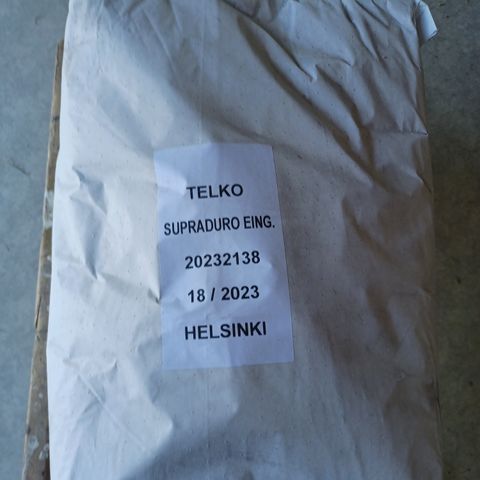 TELKO
SUPRADURO EING.
20232138
18 / 2023
HELSINKI